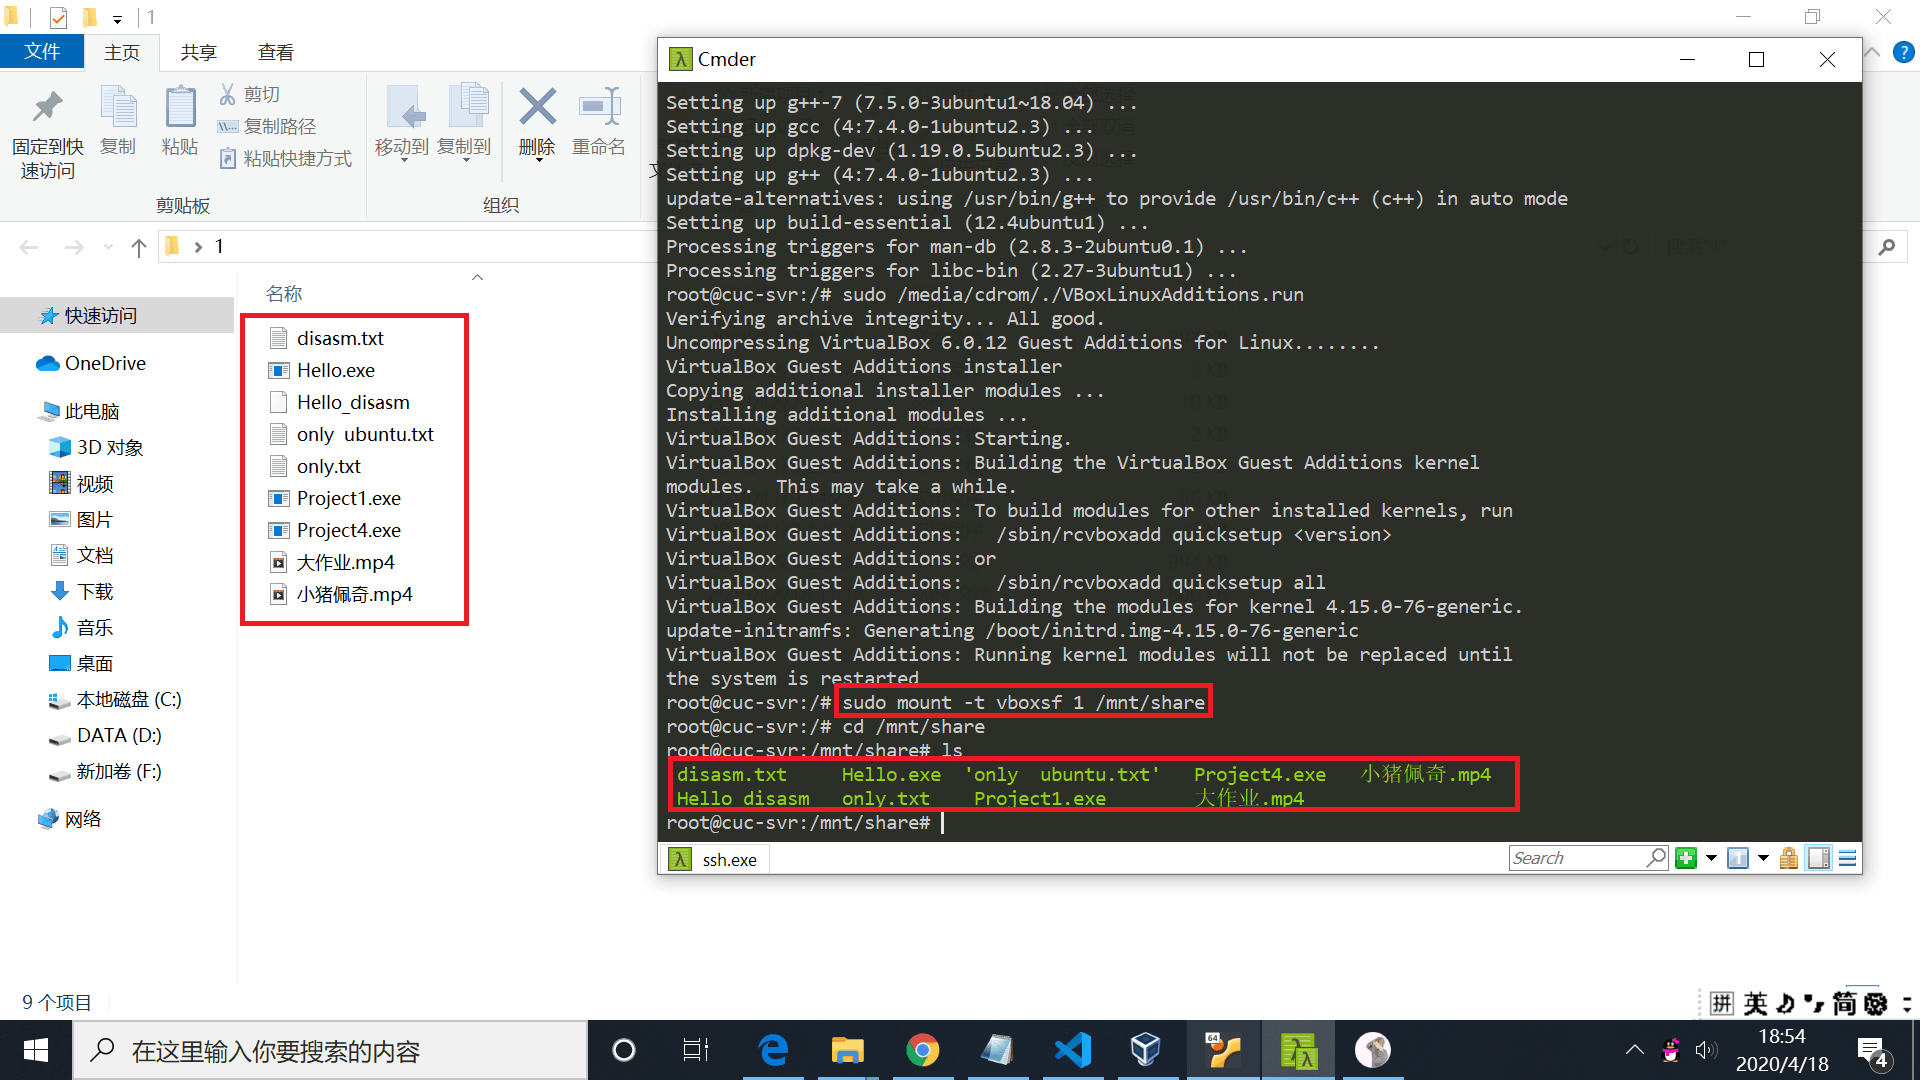 1
文件 主页 共享 查看
固定到快速访问
复制
粘贴
剪切
复制路径
粘贴快捷方式
剪贴板
移动到
复制到
删除
重命名
组织
1
名称
快速访问
OneDrive
此电脑
3D 对象
视频
图片
文档
下载
音乐
桌面
本地磁盘 (C:)
DATA (D:)
新加卷 (F:)
网络
disasm.txt
Hello.exe
Hello_disasm
only  ubuntu.txt
only.txt
Project1.exe
Project4.exe
大作业.mp4
小猪佩奇.mp4
9 个项目
Cmder
Setting up g++-7 (7.5.0-3ubuntu1~18.04) ...
Setting up gcc (4:7.4.0-1ubuntu2.3) ...
Setting up dpkg-dev (1.19.0.5ubuntu2.3) ...
Setting up g++ (4:7.4.0-1ubuntu2.3) ...
update-alternatives: using /usr/bin/g++ to provide /usr/bin/c++ (c++) in auto mode
Setting up build-essential (12.4ubuntu1) ...
Processing triggers for man-db (2.8.3-2ubuntu0.1) ...
Processing triggers for libc-bin (2.27-3ubuntu1) ...
root@cuc-svr:/# sudo /media/cdrom/./VBoxLinuxAdditions.run
Verifying archive integrity... All good.
Uncompressing VirtualBox 6.0.12 Guest Additions for Linux........
VirtualBox Guest Additions installer
Copying additional installer modules ...
Installing additional modules ...
VirtualBox Guest Additions: Starting.
VirtualBox Guest Additions: Building the VirtualBox Guest Additions kernel
modules.  This may take a while.
VirtualBox Guest Additions: To build modules for other installed kernels, run
VirtualBox Guest Additions:   /sbin/rcvboxadd quicksetup <version>
VirtualBox Guest Additions: or
VirtualBox Guest Additions:   /sbin/rcvboxadd quicksetup all
VirtualBox Guest Additions: Building the modules for kernel 4.15.0-76-generic.
update-initramfs: Generating /boot/initrd.img-4.15.0-76-generic
VirtualBox Guest Additions: Running kernel modules will not be replaced until
the system is restarted
root@cuc-svr:/# sudo mount -t vboxsf 1 /mnt/share
root@cuc-svr:/# cd /mnt/share
root@cuc-svr:/mnt/share# ls
disasm.txt     Hello.exe  'only  ubuntu.txt'   Project4.exe   小猪佩奇.mp4
Hello_disasm   only.txt    Project1.exe        大作业.mp4
root@cuc-svr:/mnt/share#
ssh.exe
Search
拼 英 简
在这里输入你要搜索的内容
64
18:54
2020/4/18
4